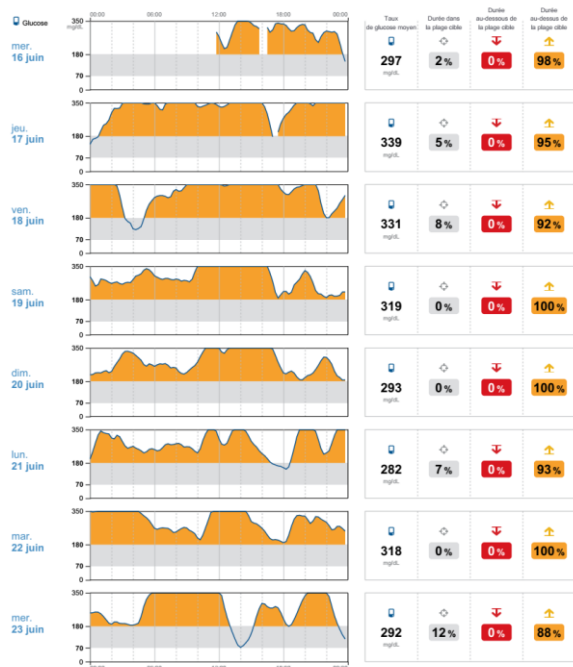 Glucose
mg/dL
00:00 06:00 12:00 18:00 00:00
Taux de glucose moyen
Durée dans la plage cible
Durée au-dessous de la plage cible
Durée au-dessus de la plage cible
mer.
16 juin
350
180
70
0
297
mg/dL
2 %
0 %
98 %
jeu.
17 juin
350
180
70
0
339
mg/dL
5 %
0 %
95 %
ven.
18 juin
350
180
70
0
331
mg/dL
8 %
0 %
92 %
sam.
19 juin
350
180
70
0
319
mg/dL
0 %
0 %
100 %
dim.
20 juin
350
180
70
0
293
mg/dL
0 %
0 %
100 %
lun.
21 juin
350
180
70
0
282
mg/dL
7 %
0 %
93 %
mar.
22 juin
350
180
70
0
318
mg/dL
0 %
0 %
100 %
mer.
23 juin
350
180
70
0
292
mg/dL
12 %
0 %
88 %